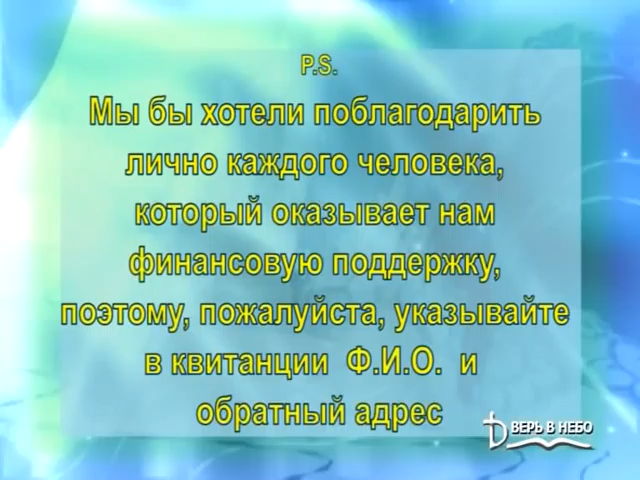 P.S.
Мы бы хотели поблагодарить
лично каждого человека,
который оказывает нам
финансовую поддержку,
поэтому, пожалуйста, указывайте
в квитанции Ф.И.О. и
обратный адрес
ДВЕРЬ В НЕБО